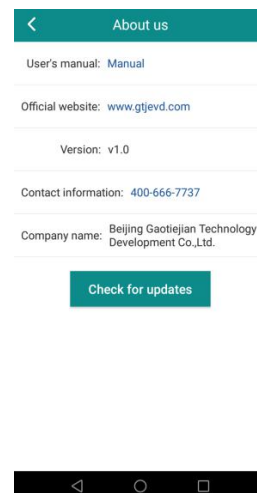 About us
User's manual: Manual
Official website: www.gtjevd.com
Version: v1.0
Contact information: 400-666-7737
Company name: Beijing Gaotiejian Technology
Development Co.,Ltd.
Check for updates